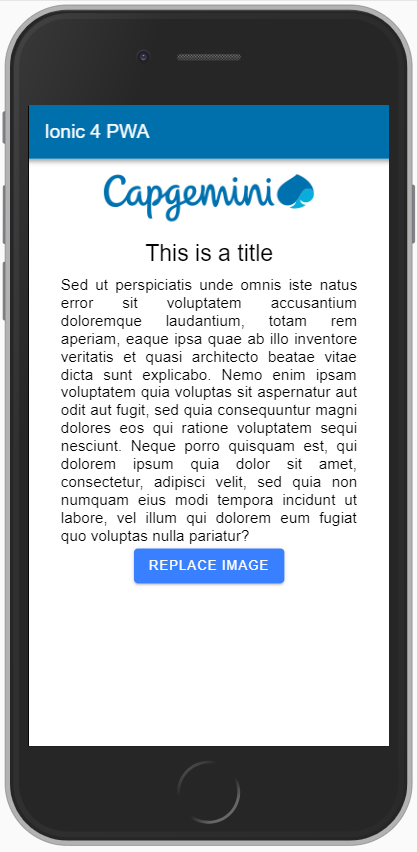 Ionic 4 PWA
Capgemini
This is a title
Sed ut perspiciatis unde omnis iste natus
error sit voluptatem accusantium
doloremque laudantium, totam rem
aperiam, eaque ipsa quae ab illo inventore
veritatis et quasi architecto beatae vitae
dicta sunt explicabo. Nemo enim ipsam
voluptatem quia voluptas sit aspernatur aut
odit aut fugit, sed quia consequuntur magni
dolores eos qui ratione voluptatem sequi
nesciunt. Neque porro quisquam est, qui
dolorem ipsum quia dolor sit amet,
consectetur, adipisci velit, sed quia non
numquam eius modi tempora incidunt ut
labore, vel illum qui dolorem eum fugiat
quo voluptas nulla pariatur?
REPLACE IMAGE